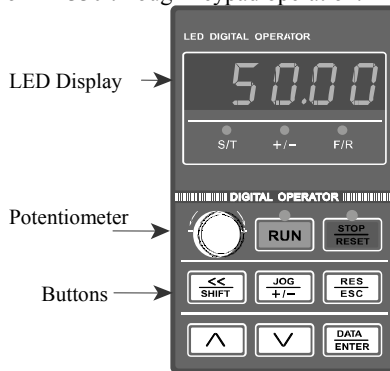 LED DIGITAL OPERATOR
LED Display
50.00
S/T +/- F/R
DIGITAL OPERATOR
Potentiometer
RUN
STOP
RESET
Buttons
<<
SHIFT
JOG
+/-
RES
ESC
DATA
ENTER